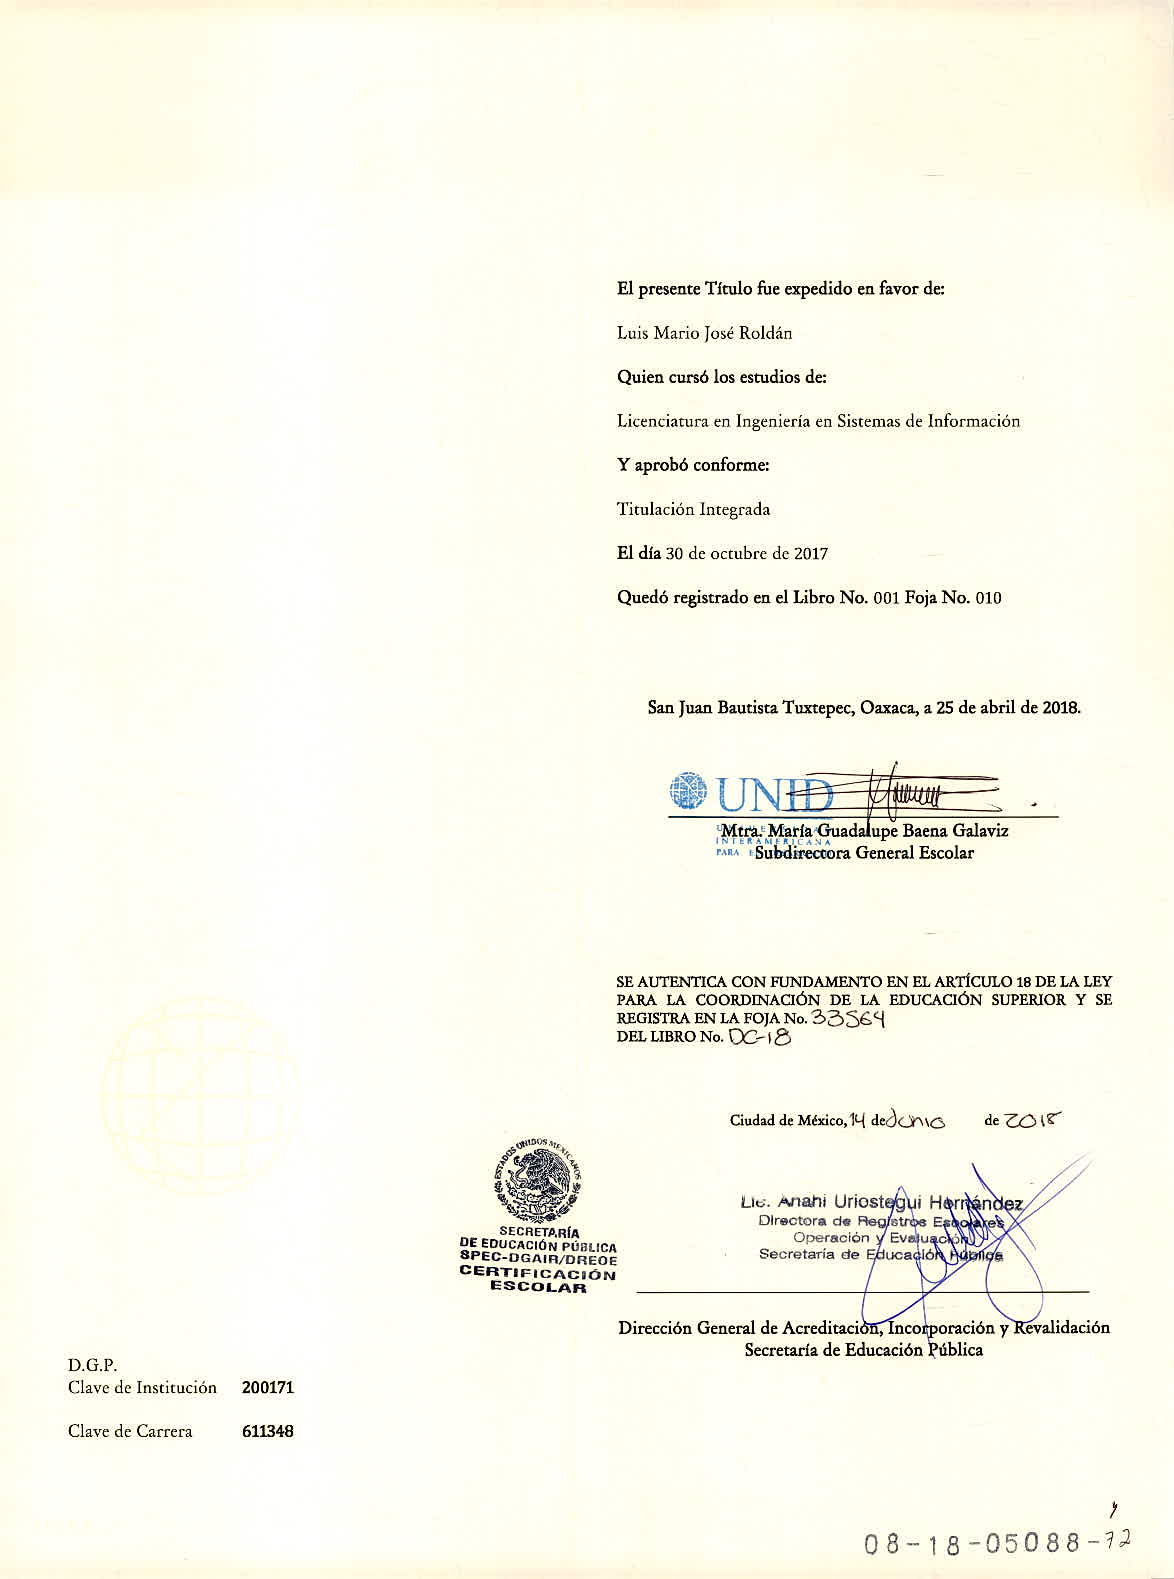 El presente Título fue expedido en favor de:
Luis Mario José Roldán
Quien cursó los estudios de:
Licenciatura en Ingeniería en Sistemas de Información
Y aprobó conforme:
Titulación Integrada
El día 30 de octubre de 2017
Quedó registrado en el Libro No. 001 Foja No. 010
San Juan Bautista Tuxtepec, Oaxaca, a 25 de abril de 2018.
UNID
INTERAMERICANA
PARA
Mtra. María Guadalupe Baena Galaviz
Subdirectora General Escolar
SE AUTENTICA CON FUNDAMENTO EN EL ARTÍCULO 18 DE LA LEY
PARA LA COORDINACIÓN DE LA EDUCACIÓN SUPERIOR Y SE
REGISTRA EN LA FOJA No. 33564
DEL LIBRO No. DC-18
Ciudad de México, 14 de Junio de 2018
ESTADOS UNIDOS MEXICANOS
SECRETARÍA
DE EDUCACIÓN PÚBLICA
SPEC-DGAIR/DREOE
CERTIFICACIÓN
ESCOLAR
Lic. Anahi Uriostegui Hernández
Directora de Registros Escolares
Operación y Evaluación
Secretaría de Educación Pública
Dirección General de Acreditación, Incorporación y Revalidación
Secretaría de Educación Pública
D.G.P.
Clave de Institución 200171
Clave de Carrera 611348
08-18-05088-12